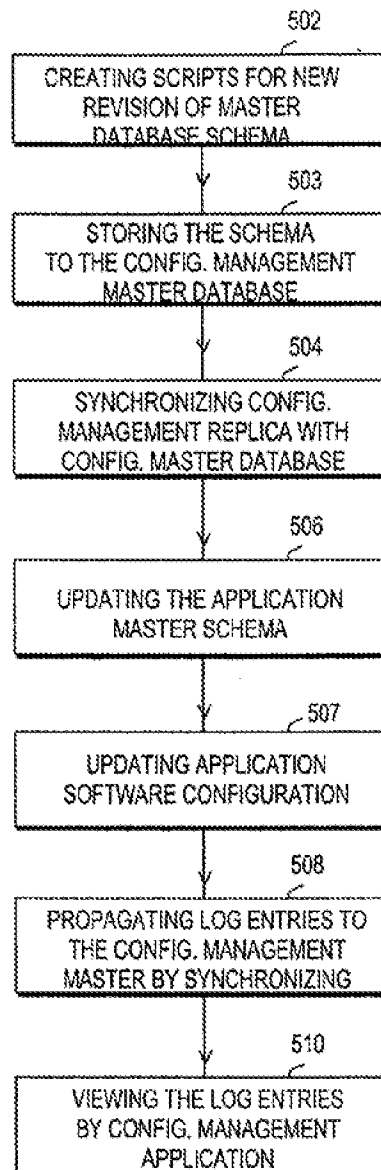 502
CREATING SCRIPTS FOR NEW
REVISION OF MASTER
DATABASE SCHEMA
503
STORING THE SCHEMA
TO THE CONFIG. MANAGEMENT
MASTER DATABASE
504
SYNCHRONIZING CONFIG.
MANAGEMENT REPLICA WITH
CONFIG. MASTER DATABASE
506
UPDATING THE APPLICATION
MASTER SCHEMA
507
UPDATING APPLICATION
SOFTWARE CONFIGURATION
508
PROPAGATING LOG ENTRIES TO
THE CONFIG. MANAGEMENT
MASTER BY SYNCHRONIZING
510
VIEWING THE LOG ENTRIES
BY CONFIG. MANAGEMENT
APPLICATION